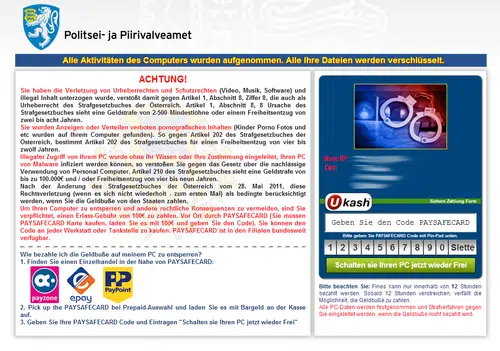 Politsei- ja Piirivalveamet
Alle Aktivitäten des Computers wurden aufgenommen. Alle Ihre Dateien werden verschlüsselt.
ACHTUNG!
Sie haben die Verletzung von Urheberrechten und Schutzrechten (Video, Musik, Software) und
illegal Inhalt unterzogen wurde, verstößt damit gegen Artikel 1, Abschnitt 8, Ziffer 8, die auch als
Urheberrecht des Strafgesetzbuches der Österreich. Artikel 1, Abschnitt 8, 8 Ursache des
Strafgesetzbuches sieht eine Geldstrafe von 2-500 Mindestlöhne oder einem Freiheitsentzug von
zwei bis acht Jahren.
Sie wurden Anzeigen oder Verteilen verboten pornografischen Inhalten (Kinder Porno Fotos und
etc wurden auf Ihrem Computer gefunden). So gegen Artikel 202 des Strafgesetzbuches der
Österreich, bestimmt Artikel 202 des Strafgesetzbuches einen Freiheitsentzug von vier bis
zwölf Jahren.
Illegaler Zugriff von Ihrem PC wurde ohne Ihr Wissen oder Ihre Zustimmung eingeleitet, Ihren PC
von Malware infiziert werden können, so verstoßen Sie gegen das Gesetz über die nachlässige
Verwendung von Personal Computer. Artikel 210 des Strafgesetzbuches sieht ein Geldstrafe von
bis zu 100.000€ und / oder Freiheitsentzug von vier bis neun Jahren.
Nach der Änderung des Strafgesetzbuches der Österreich vom 28. Mai 2011, diese
Rechtsverletzung (wenn es sich nicht wiederholt - zum ersten Mal) als bedingte berücksichtigt
werden, wenn Sie die Geldbuße von den Staaten zahlen.
Um Ihren Computer zu entsperren und andere rechtliche Konsequenzen zu vermeiden, sind Sie
verpflichtet, einen Erlass-Gebuhr von 100€ zu zahlen. Vor Ort durch PAYSAFECARD (Sie mussen
PAYSAFECARD Karte kaufen, laden Sie es mit 100€ und geben Sie den Code). Sie können den
Code an jeder Werkstatt oder Tankstelle zu kaufen. PAYSAFECARD ist in den Filialen bundesweit
verfügbar.
Wie bezahle ich die Geldbuße auf meinem PC zu entsperren?
1. Finden Sie einen Einzelhandel in der Nähe von PAYSAFECARD:
payzone
epay
PayPoint
2. Pick up the PAYSAFECARD bei Prepaid-Auswahl und laden Sie es mit Bargeld an der Kasse
auf.
3. Geben Sie Ihre PAYSAFECARD Code und Eintragen "Schalten sie Ihren PC jetzt wieder Frei"
Ukash
Sichere Zahlung Form
Geben Sie den Code PAYSAFECARD
Bitte geben Sie PAYSAFECARD Code mit Pin-Pad unten.
1 2 3 4 5 6 7 8 9 0 Siette
Schalten sie Ihren PC jetzt wieder Frei
Bitte beachten Sie: Fines kann nur innerhalb von 12 Stunden
bezahlt werden. Sobald 12 Stunden verstreichen, verfällt die
Möglichkeit, die Geldbuße zu zahlen.
Alle PC-Daten werden festgenommen und Strafverfahren gegen
Sie eingeleitet werden, wenn die Geldbuße nicht bezahlt wird.